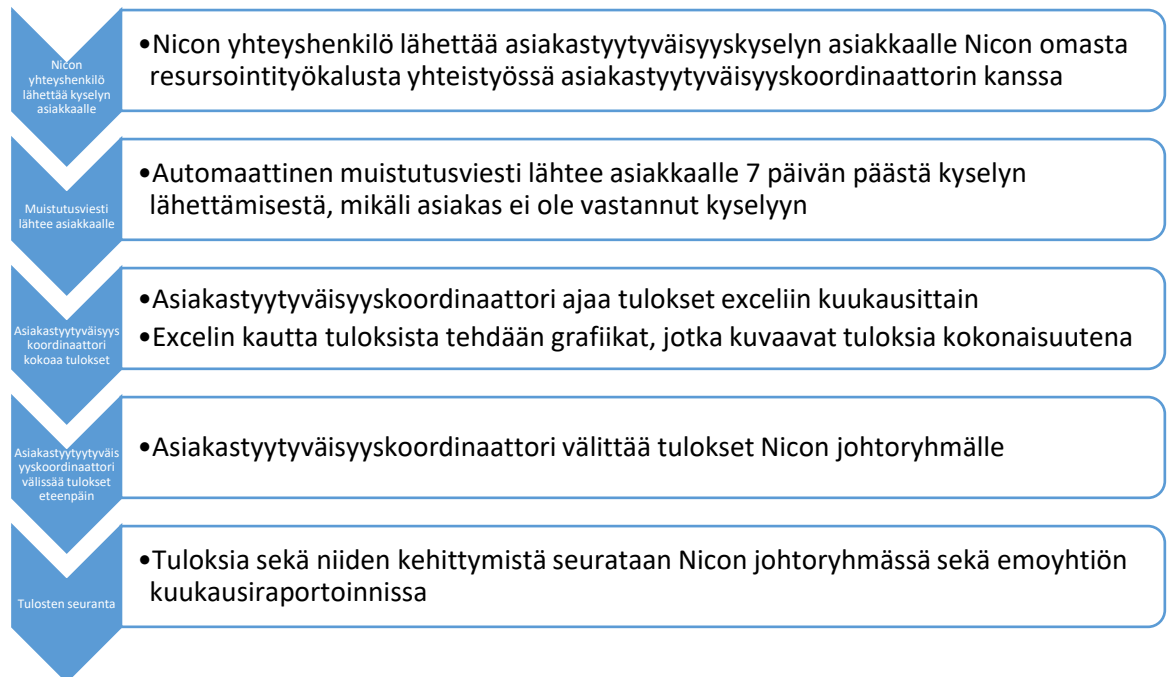 Nicon
yhteyshenkilö
lähettää kyselyn
asiakkaalle
•Nicon yhteyshenkilö lähettää asiakastyytyväisyyskyselyn asiakkaalle Nicon omasta
resursointityökalusta yhteistyössä asiakastyytyväisyyskoordinaattorin kanssa
Muistutusviesti
lähtee asiakkaalle
•Automaattinen muistutusviesti lähtee asiakkaalle 7 päivän päästä kyselyn
lähettämisestä, mikäli asiakas ei ole vastannut kyselyyn
Asiakastyytyväisyys
koordinaattori
kokoaa tulokset
•Asiakastyytyväisyyskoordinaattori ajaa tulokset exceliin kuukausittain
•Excelin kautta tuloksista tehdään grafiikat, jotka kuvaavat tuloksia kokonaisuutena
Asiakastyytyytyväis
yyskoordinaattori
välissää tulokset
eteenpäin
•Asiakastyytyväisyyskoordinaattori välittää tulokset Nicon johtoryhmälle
Tulosten seuranta
•Tuloksia sekä niiden kehittymistä seurataan Nicon johtoryhmässä sekä emoyhtiön
kuukausiraportoinnissa